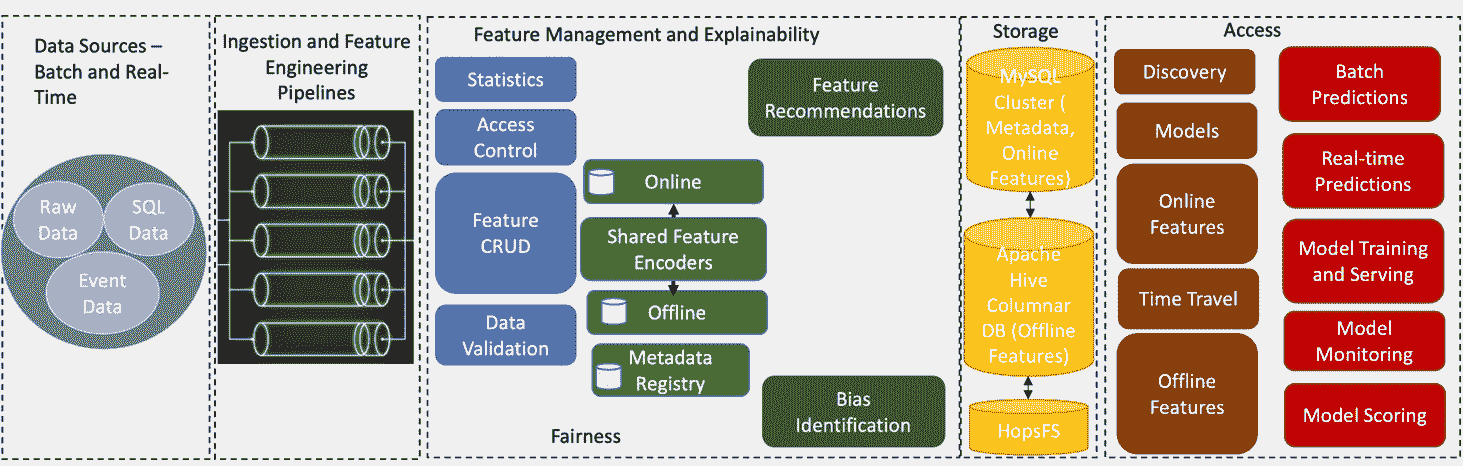 Data Sources –
Batch and Real-
Time
Raw
Data
SQL
Data
Event
Data
Ingestion and Feature
Engineering
Pipelines
Feature Management and Explainability
Statistics
Access
Control
Feature
CRUD
Data
Validation
Feature
Recommendations
Online
Shared Feature
Encoders
Offline
Metadata
Registry
Bias
Identification
Fairness
Storage
MySQL
Cluster (
Metadata,
Online
Features)
Apache
Hive
Columnar
DB (Offline
Features)
HopsFS
Access
Discovery
Models
Online
Features
Time Travel
Offline
Features
Batch
Predictions
Real-time
Predictions
Model Training
and Serving
Model
Monitoring
Model Scoring